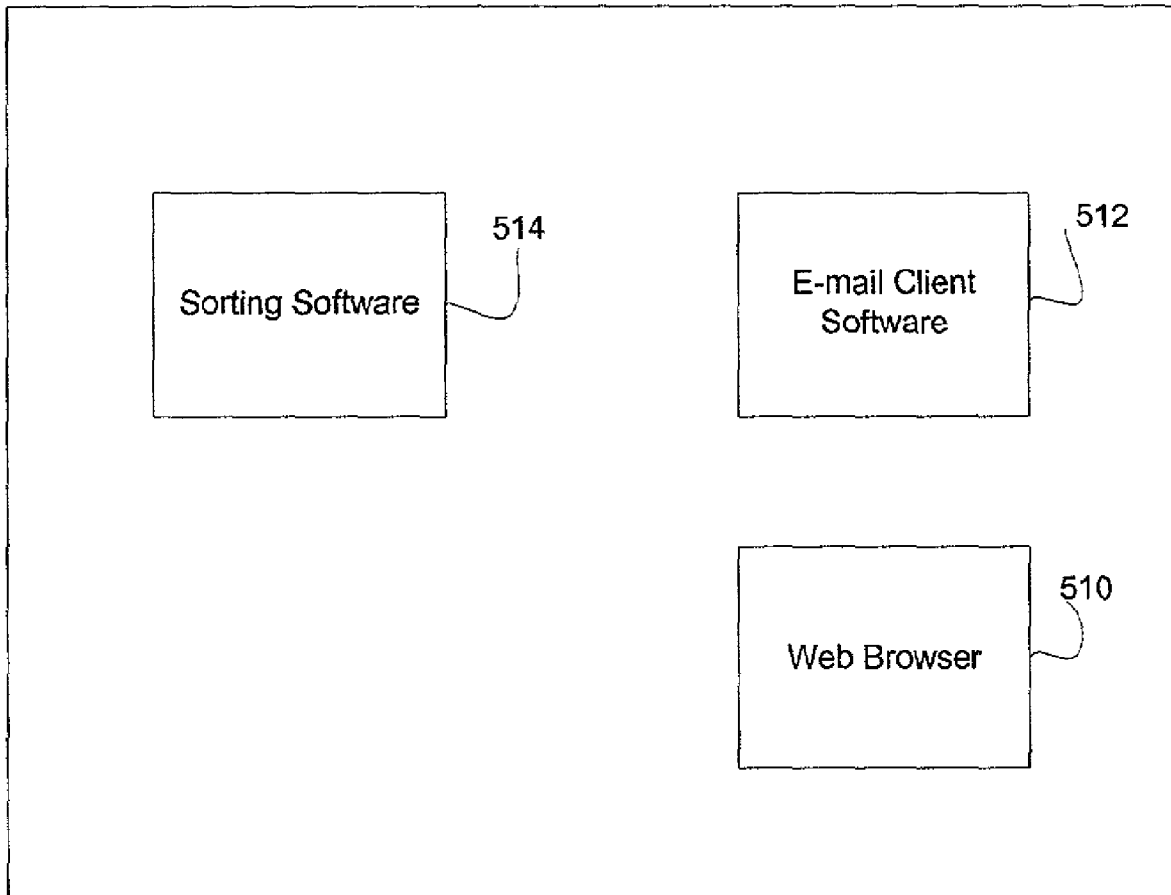 514
Sorting Software
512
E-mail Client
Software
510
Web Browser